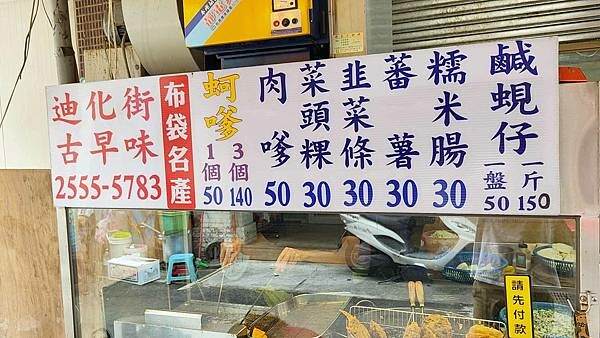 迪化街
古早味
2555-5783
布袋名產
蚵嗲
1個 50
3個 140
肉嗲 50
菜頭粿 30
韭菜條 30
蕃薯 30
糯米腸 30
鹹蜆仔
一盤 50
一斤 150
請先付款